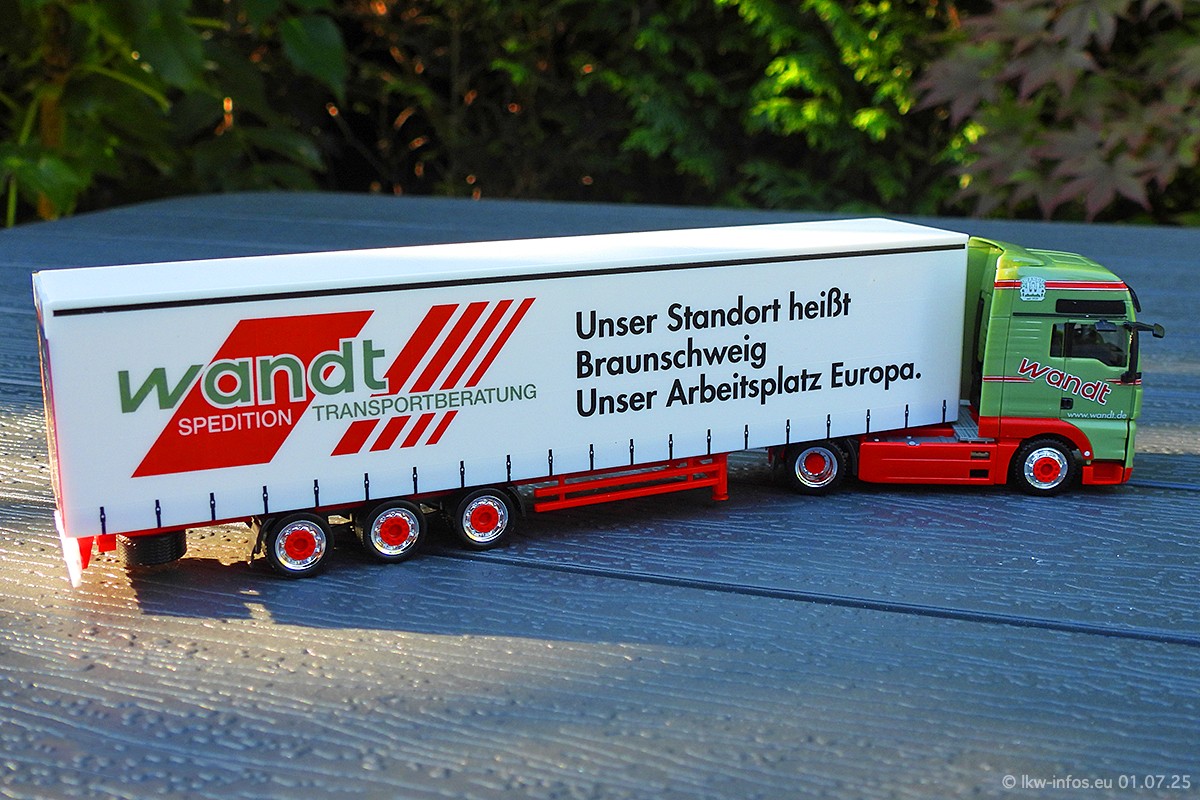 wandt
SPEDITION TRANSPORTBERATUNG
Unser Standort heißt
Braunschweig
Unser Arbeitsplatz Europa.
wandt
www.wandt.de
© lkw-infos.eu 01.07.25